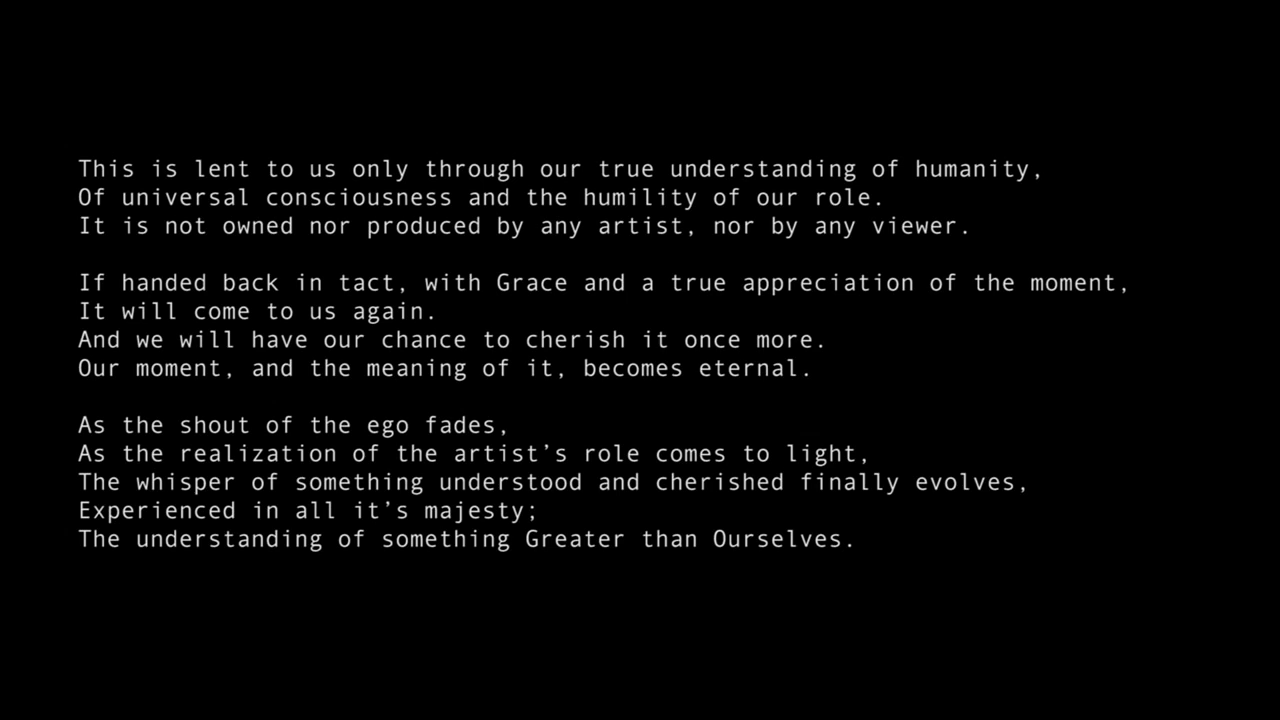 This is lent to us only through our true understanding of humanity,
Of universal consciousness and the humility of our role.
It is not owned nor produced by any artist, nor by any viewer.
If handed back in tact, with Grace and a true appreciation of the moment,
It will come to us again.
And we will have our chance to cherish it once more.
Our moment, and the meaning of it, becomes eternal.
As the shout of the ego fades,
As the realization of the artist’s role comes to light,
The whisper of something understood and cherished finally evolves,
Experienced in all it’s majesty;
The understanding of something Greater than Ourselves.